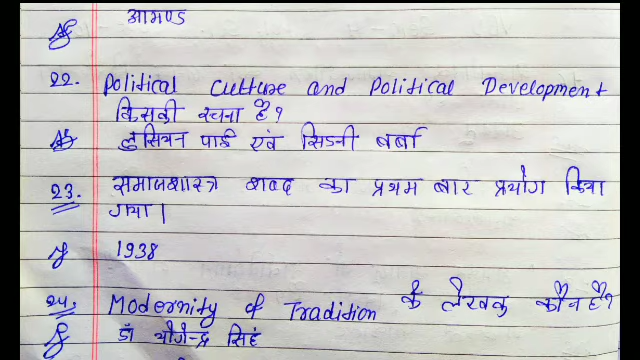 आमण्ड
22. Political Culture and Political Development
किसकी रचना है?
लुसियन पाई एवं सिडनी बर्बा
23. समाजशास्त्र शब्द का प्रथम बार प्रयोग किया
गया।
1938
24. Modernity of Tradition के लेखक कौन है?
डॉ योगेन्द्र सिहं